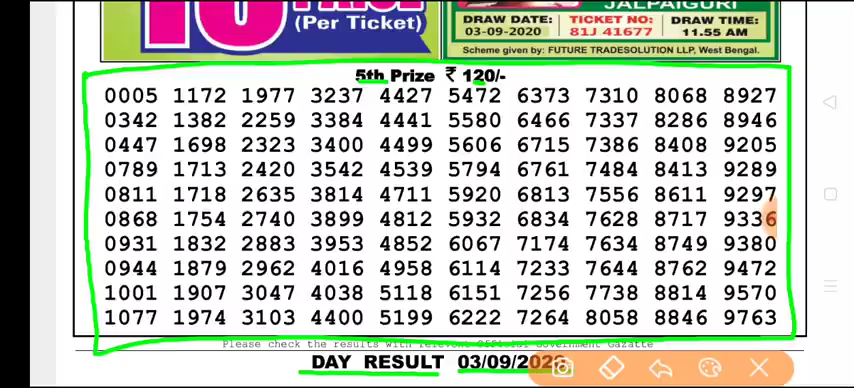 JALPAIGURI
(Per Ticket)
DRAW DATE: TICKET NO: DRAW TIME:
03-09-2020 81J 41677 11.55 AM
Scheme given by: FUTURE TRADESOLUTION LLP, West Bengal.
5th Prize ₹ 120/-
0005 1172 1977 3237 4427 5472 6373 7310 8068 8927
0342 1382 2259 3384 4441 5580 6466 7337 8286 8946
0447 1698 2323 3400 4499 5606 6715 7386 8408 9205
0789 1713 2420 3542 4539 5794 6761 7484 8413 9289
0811 1718 2635 3814 4711 5920 6813 7556 8611 9297
0868 1754 2740 3899 4812 5932 6834 7628 8717 9336
0931 1832 2883 3953 4852 6067 7174 7634 8749 9380
0944 1879 2962 4016 4958 6114 7233 7644 8762 9472
1001 1907 3047 4038 5118 6151 7256 7738 8814 9570
1077 1974 3103 4400 5199 6222 7264 8058 8846 9763
Please check the results with relevent Official Government Gazatte
DAY RESULT 03/09/2020